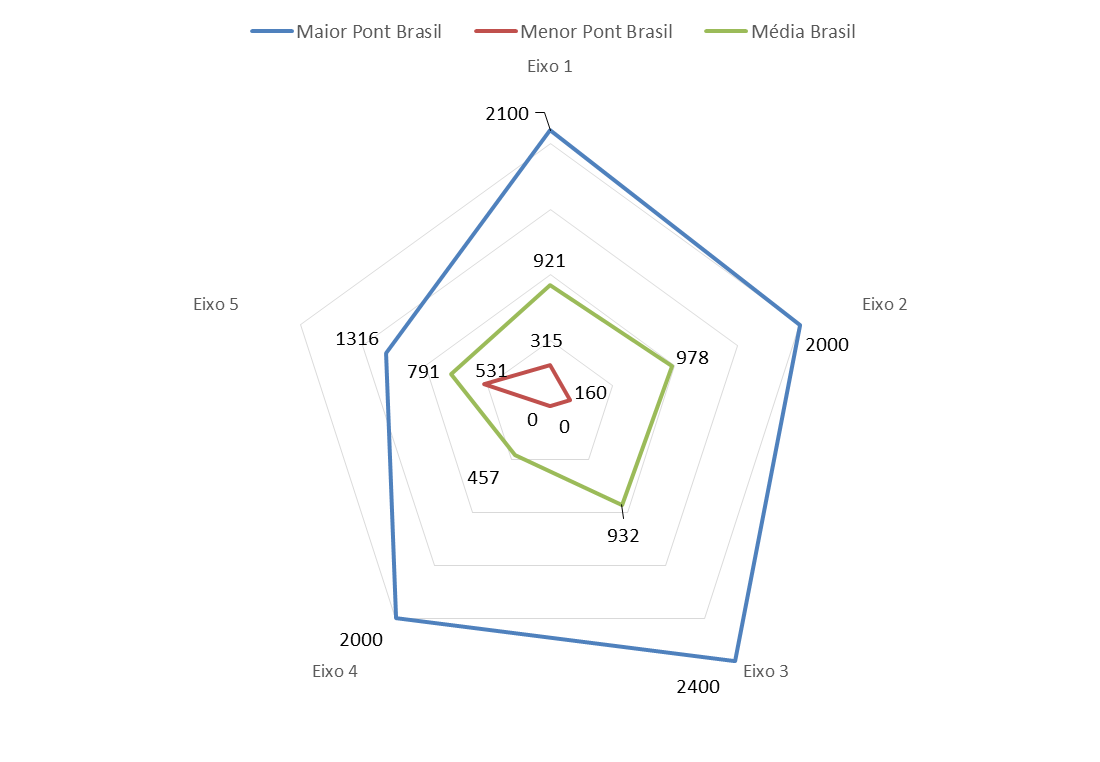 Maior Pont Brasil Menor Pont Brasil Média Brasil
Eixo 1
2100
921
Eixo 5
Eixo 2
1316
315
2000
791
531
978
160
0
0
457
932
2000
Eixo 4
Eixo 3
2400